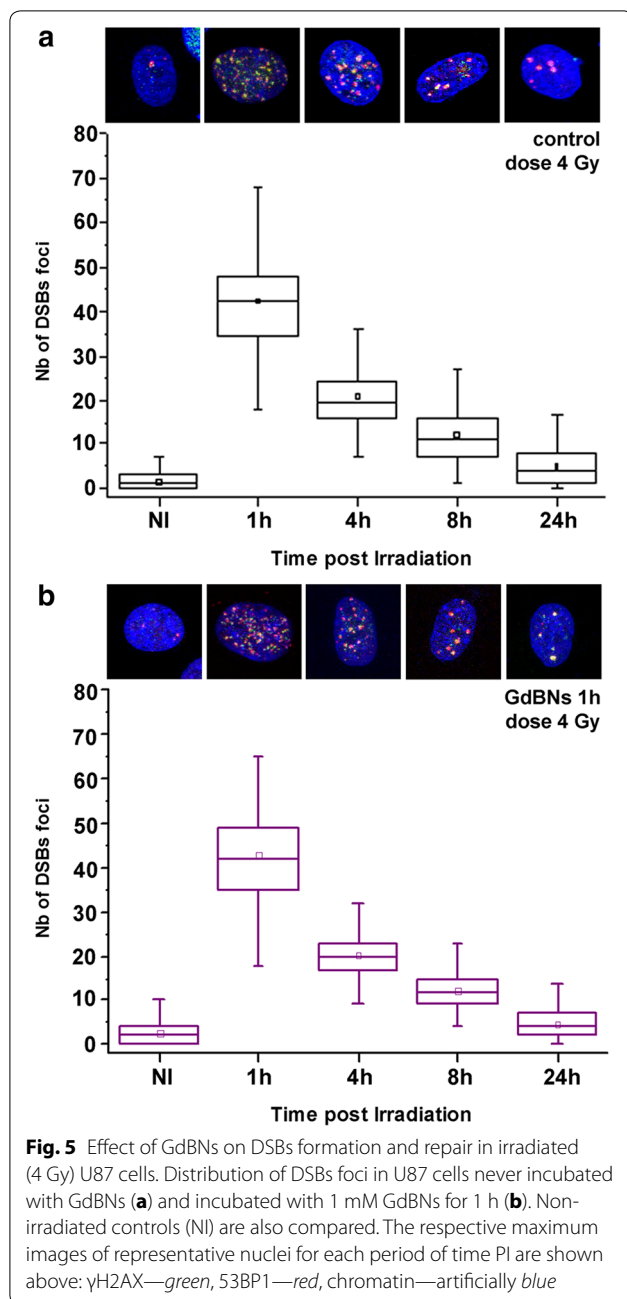 a
control
dose 4 Gy
Nb of DSBs foci
80
70
60
50
40
30
20
10
0
NI 1h 4h 8h 24h
Time post Irradiation
b
GdBNs 1h
dose 4 Gy
Nb of DSBs foci
80
70
60
50
40
30
20
10
0
NI 1h 4h 8h 24h
Time post Irradiation
Fig. 5 Effect of GdBNs on DSBs formation and repair in irradiated
(4 Gy) U87 cells. Distribution of DSBs foci in U87 cells never incubated
with GdBNs (a) and incubated with 1 mM GdBNs for 1 h (b). Non-
irradiated controls (NI) are also compared. The respective maximum
images of representative nuclei for each period of time PI are shown
above: γH2AX—green, 53BP1—red, chromatin—artificially blue